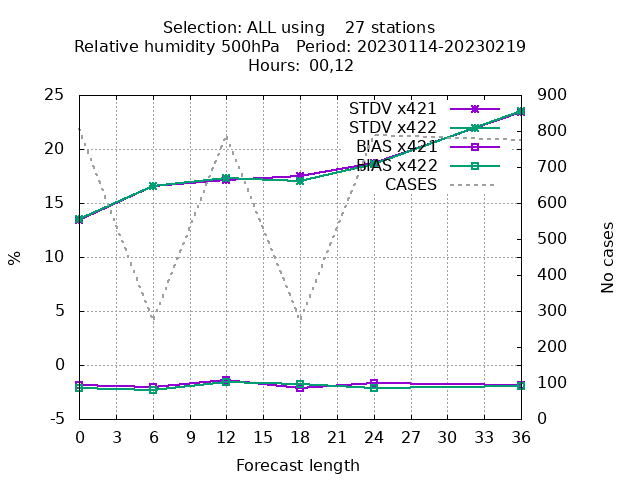 Selection: ALL using    27 stations
Relative humidity 500hPa   Period: 20230114-20230219
Hours: 00,12
25
20
15
10
5
0
-5
%
900
800
700
600
500
400
300
200
100
0
No cases
STDV x421
STDV x422
BIAS x421
BIAS x422
CASES
0 3 6 9 12 15 18 21 24 27 30 33 36
Forecast length